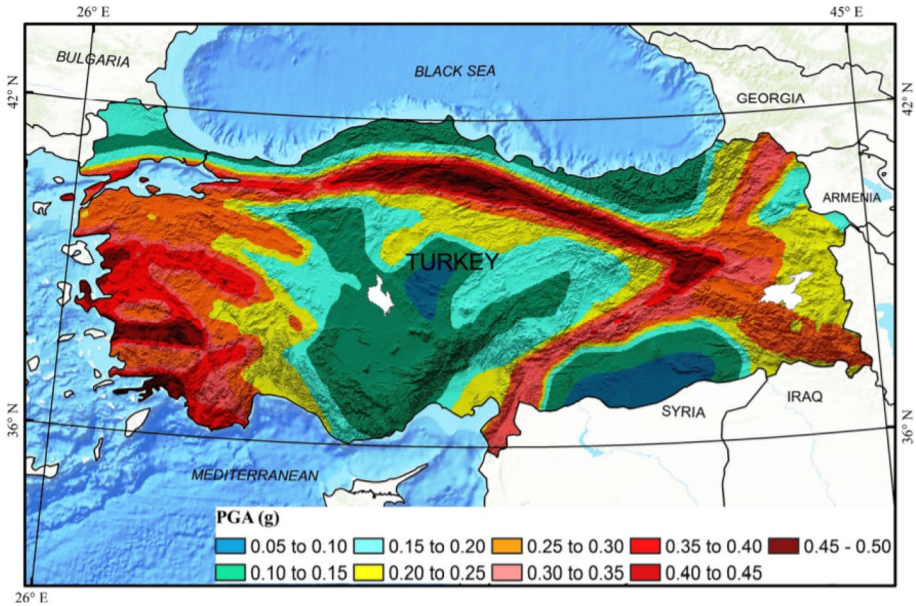 26° E
45° E
BULGARIA
BLACK SEA
42° N
42° N
GEORGIA
ARMENIA
TURKEY
36° N
36° N
SYRIA
IRAQ
MEDITERRANEAN
PGA (g)
0.05 to 0.10 0.15 to 0.20 0.25 to 0.30 0.35 to 0.40 0.45 - 0.50
0.10 to 0.15 0.20 to 0.25 0.30 to 0.35 0.40 to 0.45
26° E